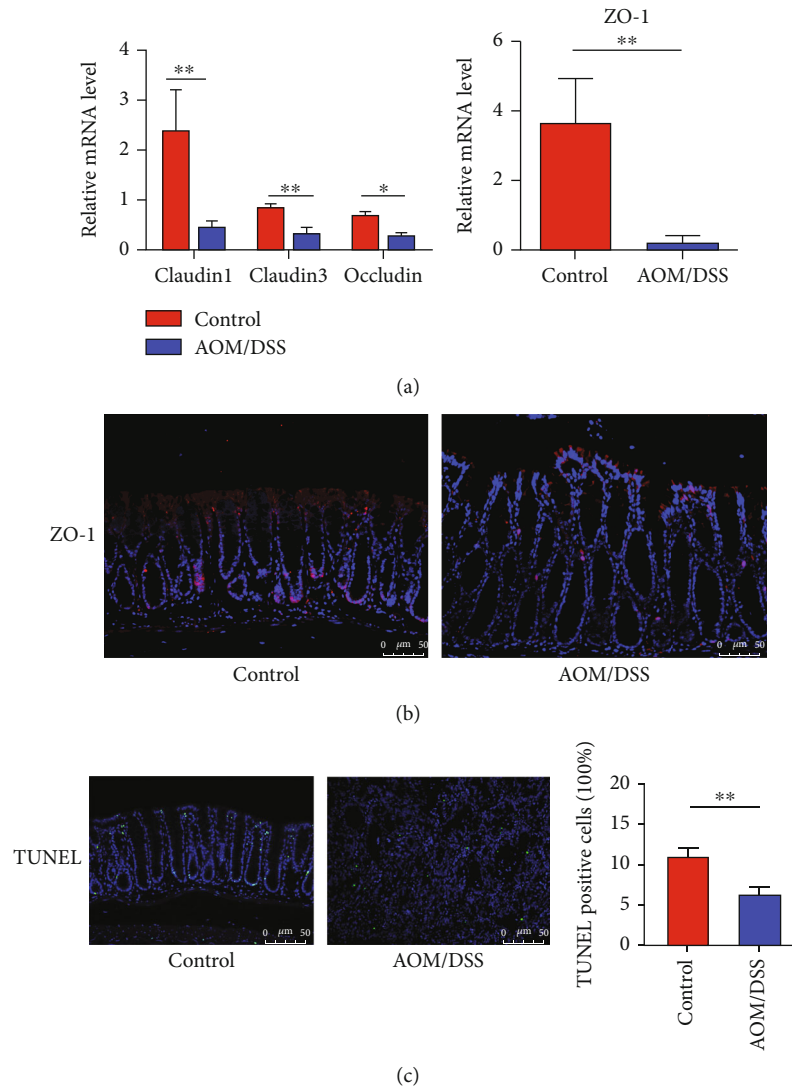 ZO-1
Relative mRNA level
4
3
2
1
0
**
**
*
Claudin1 Claudin3 Occludin
Control
AOM/DSS
Relative mRNA level
6
4
2
0
**
Control AOM/DSS
(a)
ZO-1
0 μm 50
0 μm 50
Control AOM/DSS
(b)
TUNEL
0 μm 50
0 μm 50
Control AOM/DSS
TUNEL positive cells (100%)
20
15
10
5
0
**
Control
AOM/DSS
(c)